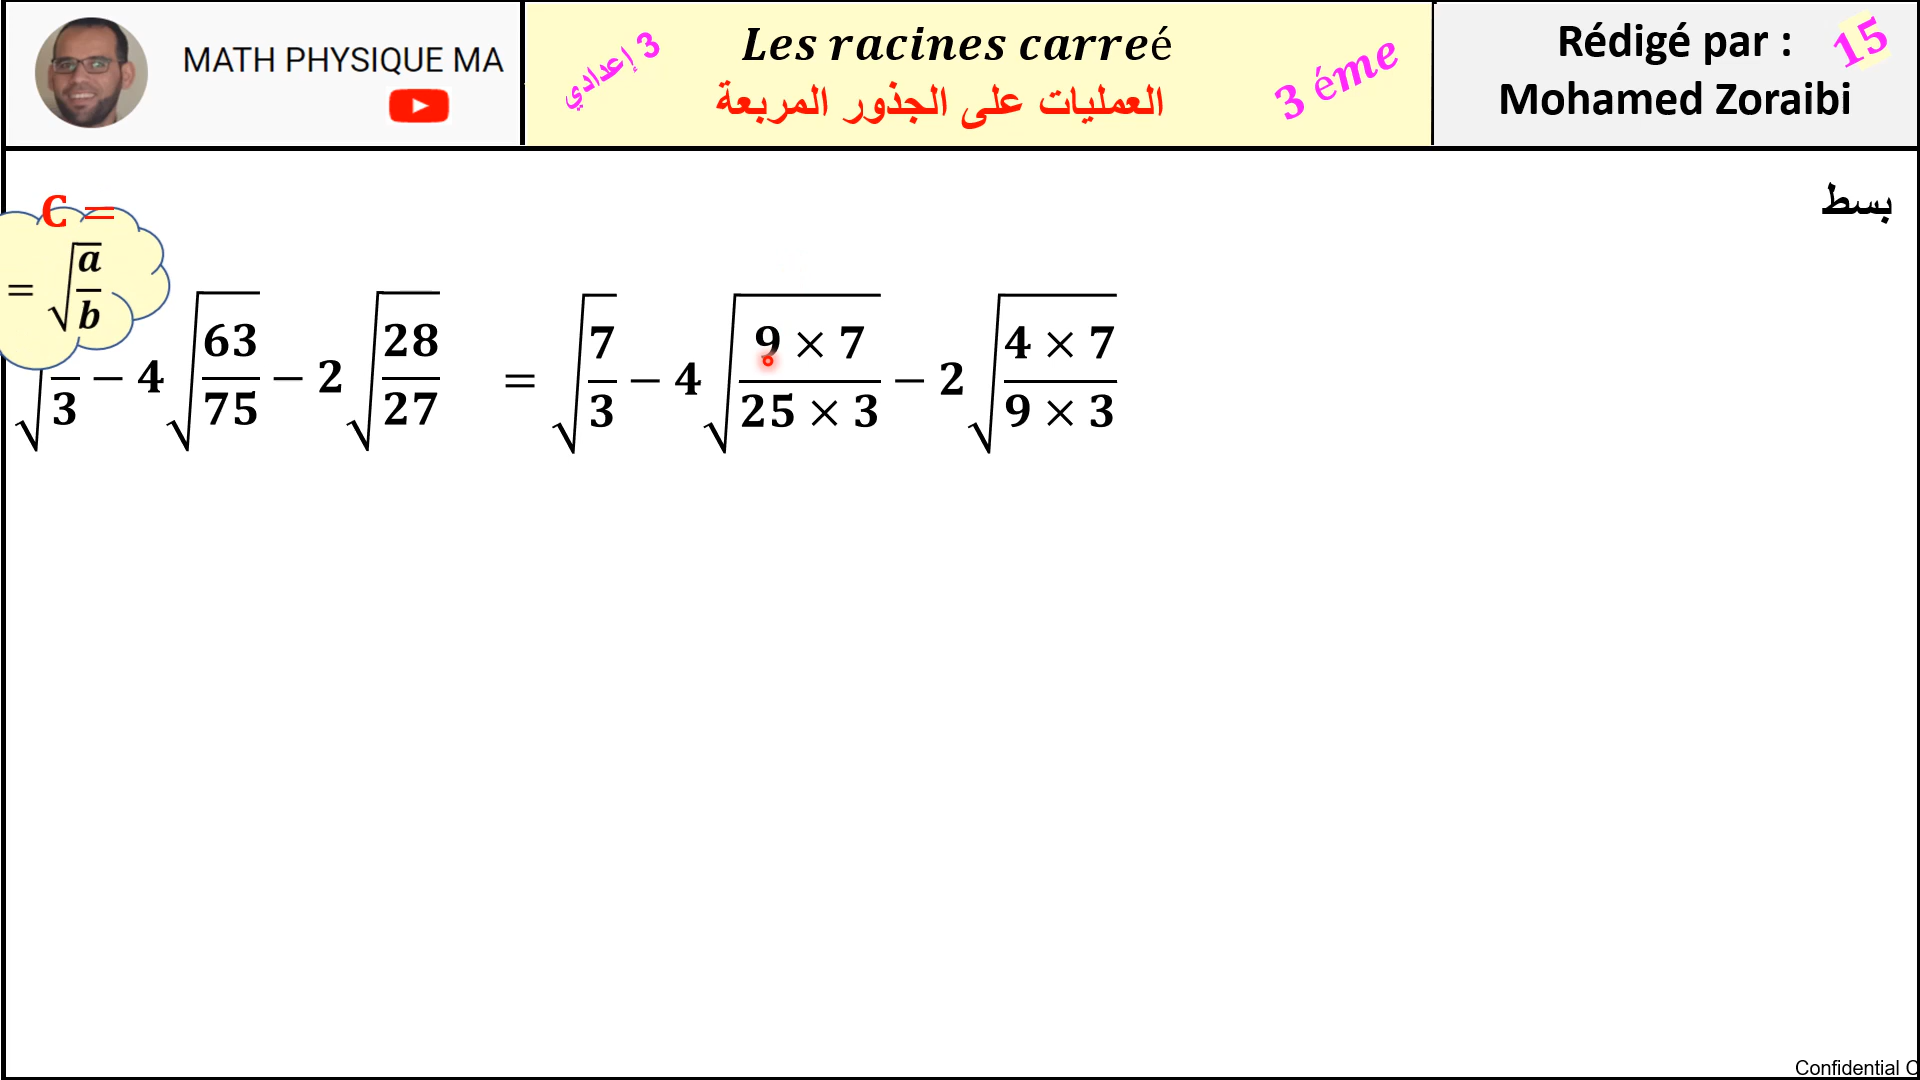 MATH PHYSIQUE MA
3 إعدادي
Les racines carreé
العمليات على الجذور المربعة
3 éme
Rédigé par :
Mohamed Zoraibi
15
بسط
C =
= √(a/b)
√( /3) − 4√(63/75) − 2√(28/27) = √(7/3) − 4√((9 × 7)/(25 × 3)) − 2√((4 × 7)/(9 × 3))
Confidential C